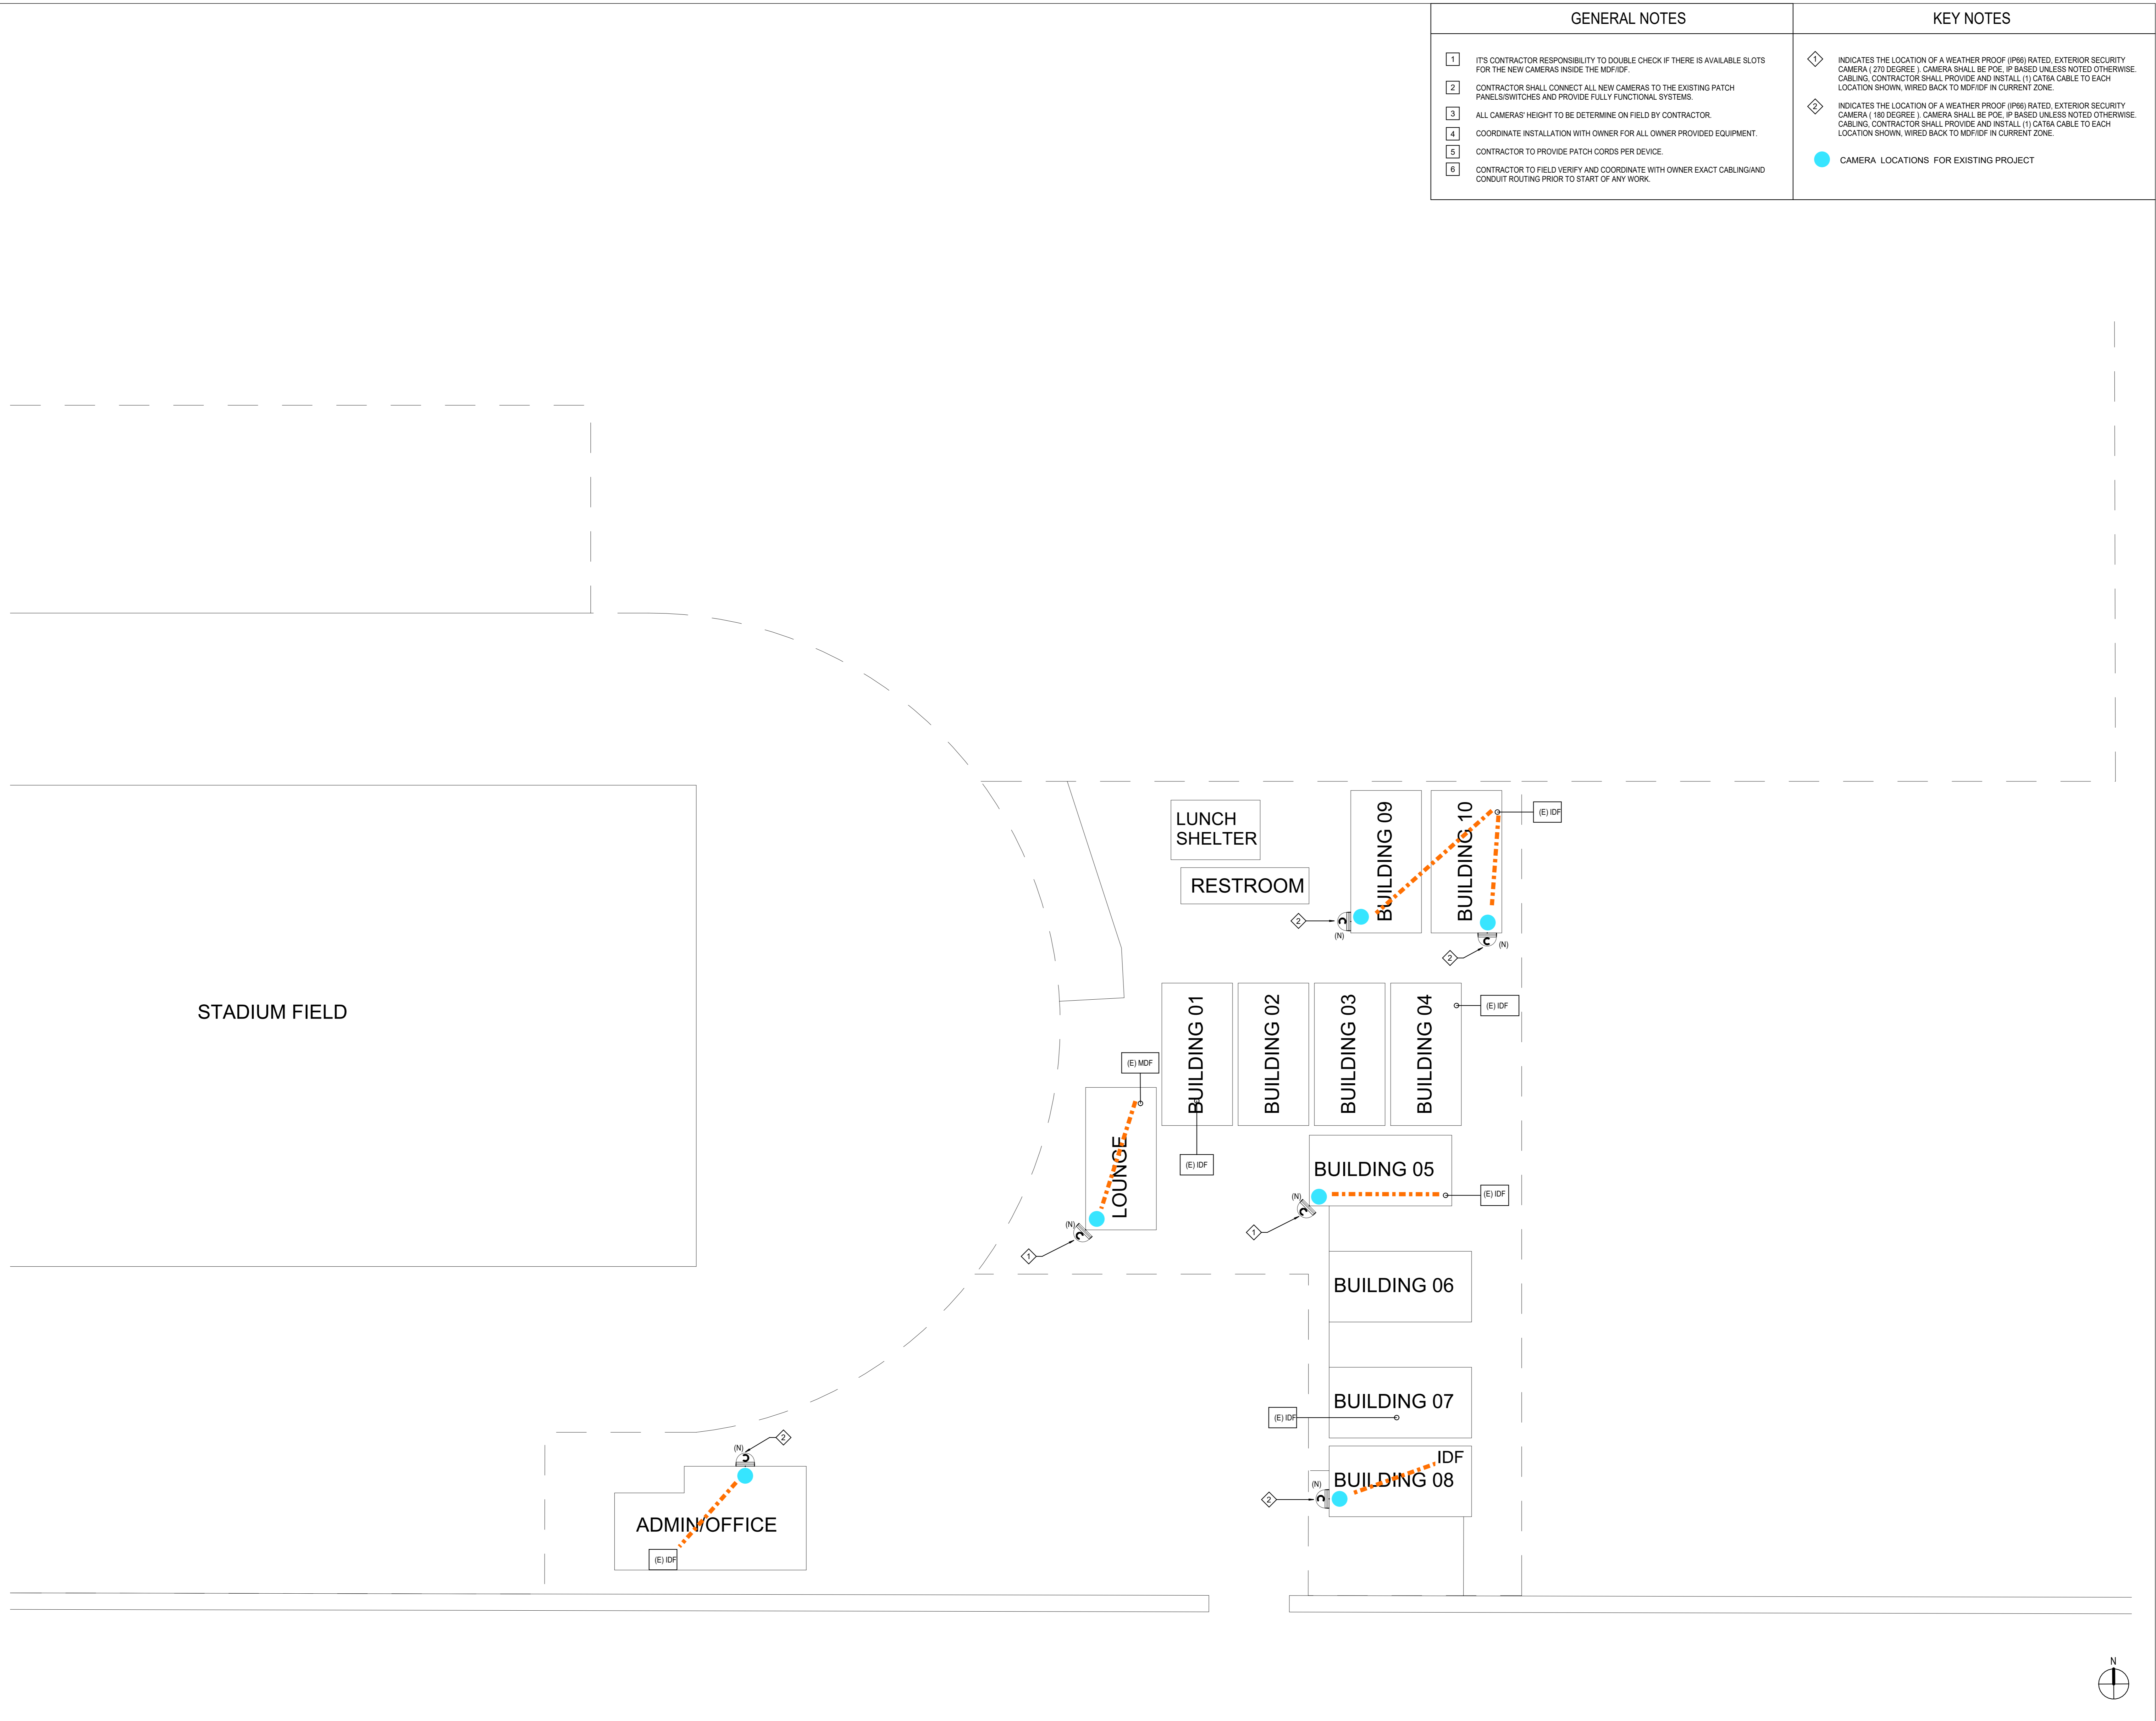 GENERAL NOTES
1 IT'S CONTRACTOR RESPONSIBILITY TO DOUBLE CHECK IF THERE IS AVAILABLE SLOTS
FOR THE NEW CAMERAS INSIDE THE MDF/IDF.
2 CONTRACTOR SHALL CONNECT ALL NEW CAMERAS TO THE EXISTING PATCH
PANELS/SWITCHES AND PROVIDE FULLY FUNCTIONAL SYSTEMS.
3 ALL CAMERAS' HEIGHT TO BE DETERMINE ON FIELD BY CONTRACTOR.
4 COORDINATE INSTALLATION WITH OWNER FOR ALL OWNER PROVIDED EQUIPMENT.
5 CONTRACTOR TO PROVIDE PATCH CORDS PER DEVICE.
6 CONTRACTOR TO FIELD VERIFY AND COORDINATE WITH OWNER EXACT CABLING/AND
CONDUIT ROUTING PRIOR TO START OF ANY WORK.
KEY NOTES
1 INDICATES THE LOCATION OF A WEATHER PROOF (IP66) RATED, EXTERIOR SECURITY
CAMERA ( 270 DEGREE ). CAMERA SHALL BE POE, IP BASED UNLESS NOTED OTHERWISE.
CABLING, CONTRACTOR SHALL PROVIDE AND INSTALL (1) CAT6A CABLE TO EACH
LOCATION SHOWN, WIRED BACK TO MDF/IDF IN CURRENT ZONE.
2 INDICATES THE LOCATION OF A WEATHER PROOF (IP66) RATED, EXTERIOR SECURITY
CAMERA ( 180 DEGREE ). CAMERA SHALL BE POE, IP BASED UNLESS NOTED OTHERWISE.
CABLING, CONTRACTOR SHALL PROVIDE AND INSTALL (1) CAT6A CABLE TO EACH
LOCATION SHOWN, WIRED BACK TO MDF/IDF IN CURRENT ZONE.
CAMERA LOCATIONS FOR EXISTING PROJECT
LUNCH
SHELTER
RESTROOM
BUILDING 09
BUILDING 10
(E) IDF
2
C
(N)
C
(N)
2
STADIUM FIELD
BUILDING 01
BUILDING 02
BUILDING 03
BUILDING 04
(E) IDF
(E) MDF
LOUNCE
(E) IDF
BUILDING 05
(E) IDF
(N)
C
1
(N)
C
1
BUILDING 06
BUILDING 07
(E) IDF
IDF
BUILDING 08
(N)
C
2
2
(N)
C
ADMIN/OFFICE
(E) IDF
N